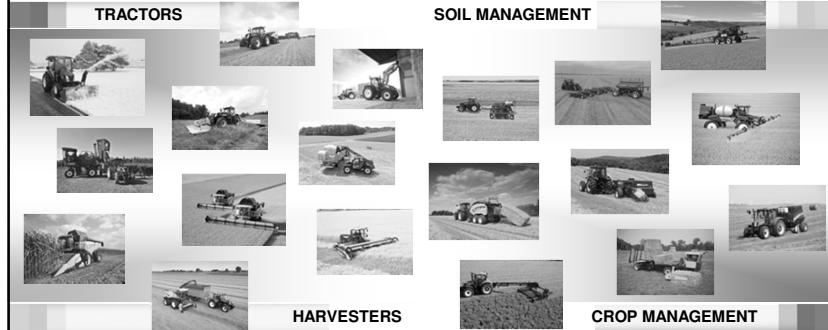 TRACTORS
SOIL MANAGEMENT
HARVESTERS
CROP MANAGEMENT